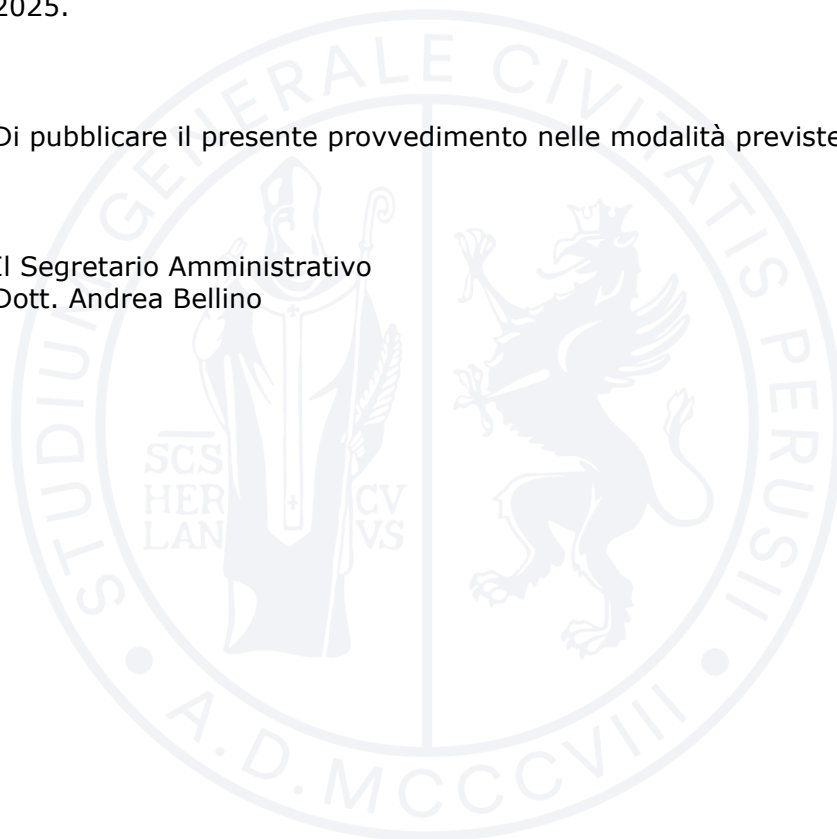 2025.
Di pubblicare il presente provvedimento nelle modalità previste
Il Segretario Amministrativo
Dott. Andrea Bellino
STUDIUM GENERALE CIVITATIS PERUSII
SCS
HER
LAN
CV
VS
A.D. MCCCVIII